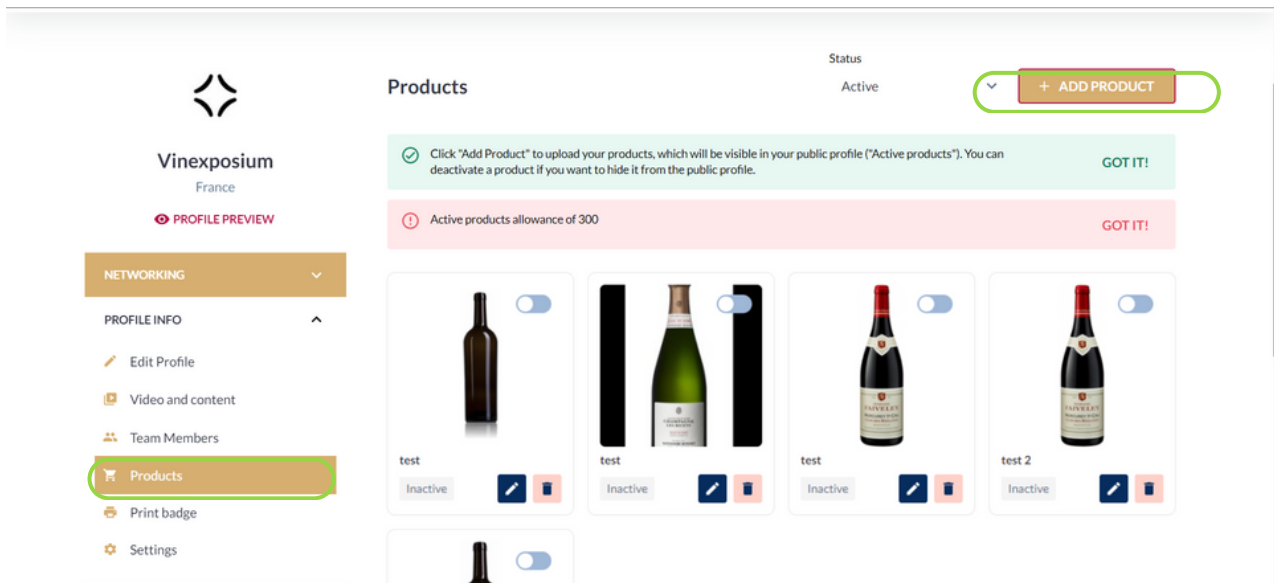 Status
Products
Active
+ ADD PRODUCT
Vinexposium
France
PROFILE PREVIEW
Click "Add Product" to upload your products, which will be visible in your public profile ("Active products"). You can
deactivate a product if you want to hide it from the public profile.
GOT IT!
Active products allowance of 300
GOT IT!
NETWORKING
PROFILE INFO
Edit Profile
Video and content
Team Members
Products
Print badge
Settings
test
Inactive
test
Inactive
test
Inactive
test 2
Inactive
FAIVELEY
FAIVELEY